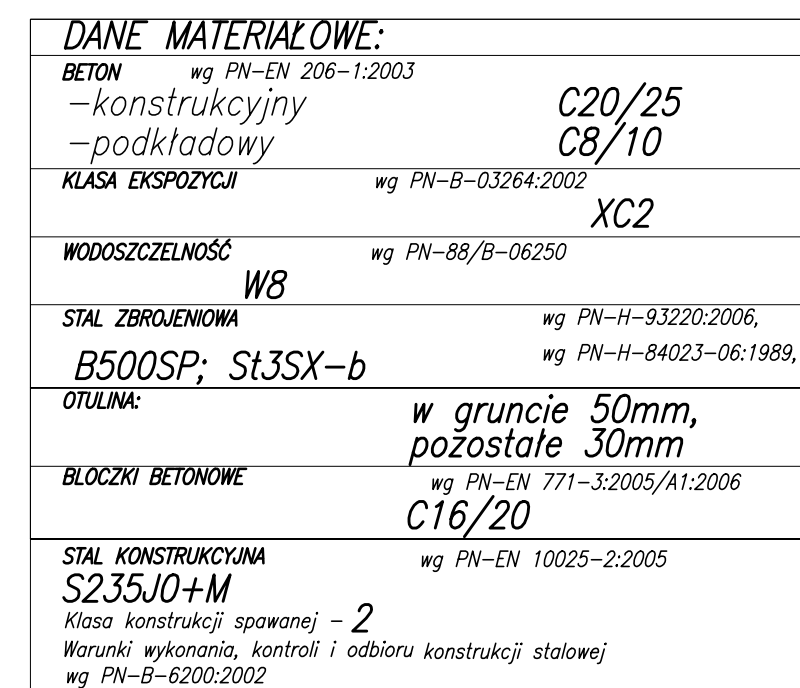 DANE MATERIAŁOWE:
BETON wg PN-EN 206-1:2003
-konstrukcyjny C20/25
-podkładowy C8/10
KLASA EKSPOZYCJI wg PN-B-03264:2002
XC2
WODOSZCZELNOŚĆ wg PN-88/B-06250
W8
STAL ZBROJENIOWA wg PN-H-93220:2006,
wg PN-H-84023-06:1989,
B500SP; St3SX-b
OTULINA: w gruncie 50mm,
pozostałe 30mm
BLOCZKI BETONOWE wg PN-EN 771-3:2005/A1:2006
C16/20
STAL KONSTRUKCYJNA wg PN-EN 10025-2:2005
S235J0+M
Klasa konstrukcji spawanej - 2
Warunki wykonania, kontroli i odbioru konstrukcji stalowej
wg PN-B-6200:2002